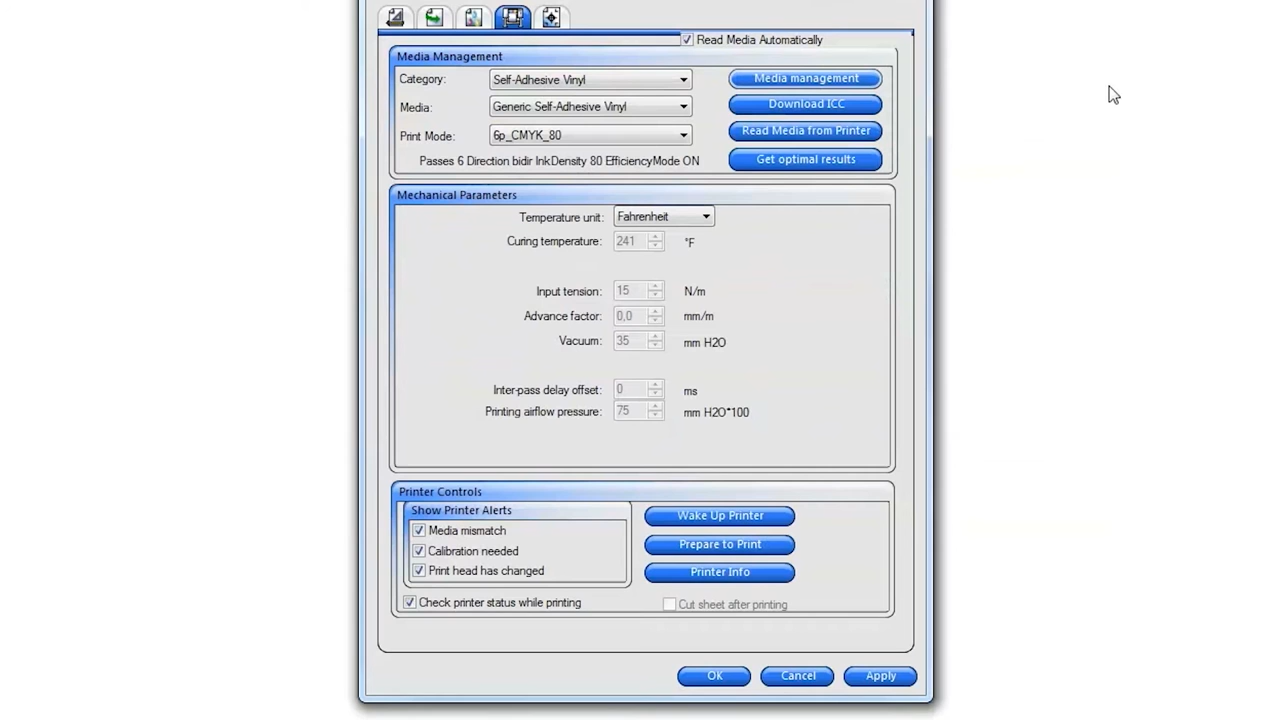 Read Media Automatically
Media Management
Category: Self-Adhesive Vinyl Media management
Download ICC
Media: Generic Self-Adhesive Vinyl
Print Mode: 6p_CMYK_80 Read Media from Printer
Passes 6 Direction bidir InkDensity 80 EfficiencyMode ON Get optimal results
Mechanical Parameters
Temperature unit: Fahrenheit
Curing temperature: 241 °F
Input tension: 15 N/m
Advance factor: 0,0 mm/m
Vacuum: 35 mm H2O
Inter-pass delay offset: 0 ms
Printing airflow pressure: 75 mm H2O*100
Printer Controls
Show Printer Alerts
Wake Up Printer
Media mismatch
Prepare to Print
Calibration needed
Print head has changed Printer Info
Check printer status while printing Cut sheet after printing
OK Cancel Apply